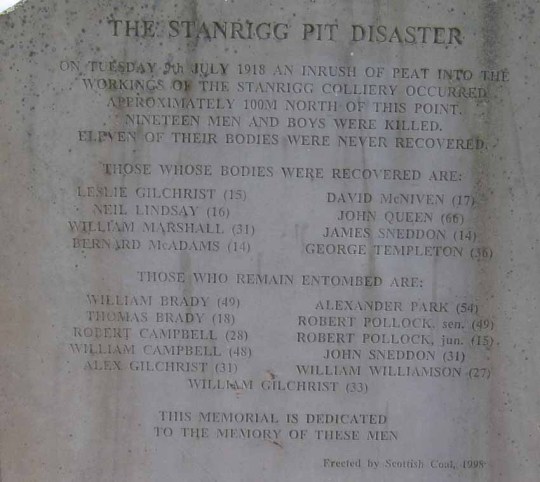 THE STANRIGG PIT DISASTER
ON TUESDAY 9th JULY 1918 AN INRUSH OF PEAT INTO THE
WORKINGS OF THE STANRIGG COLLIERY OCCURRED
APPROXIMATELY 100M NORTH OF THIS POINT.
NINETEEN MEN AND BOYS WERE KILLED.
ELEVEN OF THEIR BODIES WERE NEVER RECOVERED.
THOSE WHOSE BODIES WERE RECOVERED ARE:
LESLIE GILCHRIST (15) DAVID McNIVEN (17)
NEIL LINDSAY (16) JOHN QUEEN (66)
WILLIAM MARSHALL (31) JAMES SNEDDON (14)
BERNARD McADAMS (14) GEORGE TEMPLETON (36)
THOSE WHO REMAIN ENTOMBED ARE:
WILLIAM BRADY (49) ALEXANDER PARK (54)
THOMAS BRADY (18) ROBERT POLLOCK, sen. (49)
ROBERT CAMPBELL (28) ROBERT POLLOCK, jun. (15)
WILLIAM CAMPBELL (48) JOHN SNEDDON (31)
ALEX GILCHRIST (31) WILLIAM WILLIAMSON (27)
WILLIAM GILCHRIST (33)
THIS MEMORIAL IS DEDICATED
TO THE MEMORY OF THESE MEN
Erected by Scottish Coal, 1998